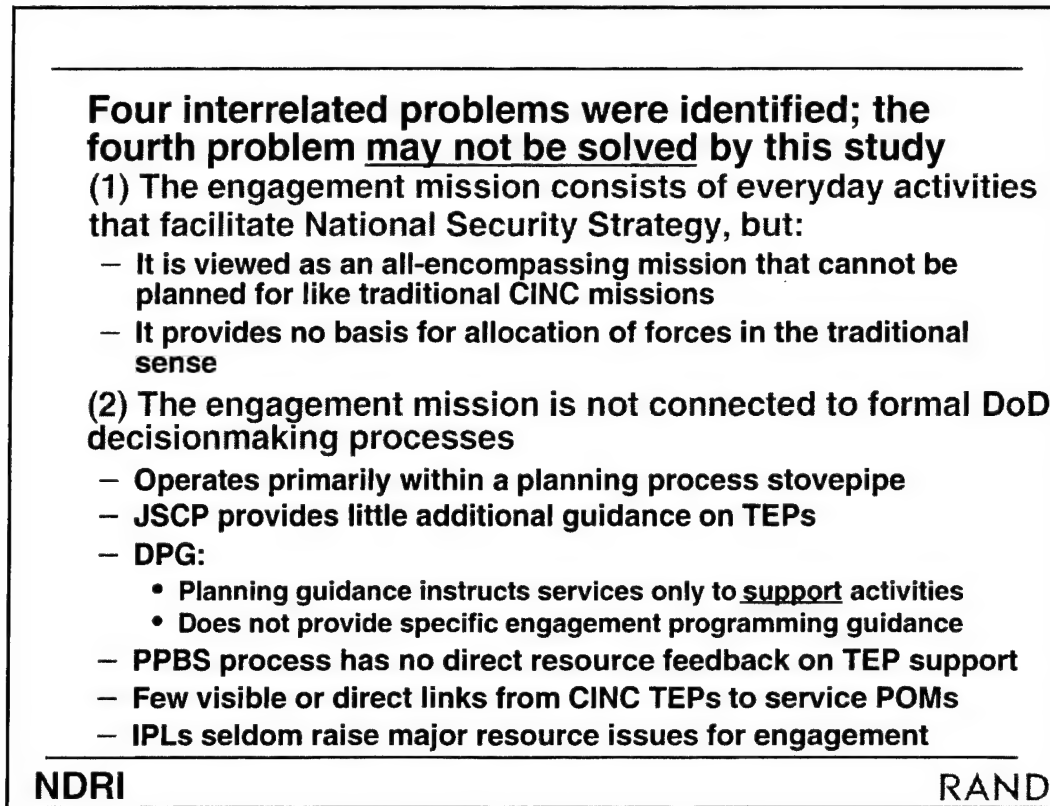 Four interrelated problems were identified; the
fourth problem may not be solved by this study
(1) The engagement mission consists of everyday activities
that facilitate National Security Strategy, but:
– It is viewed as an all-encompassing mission that cannot be
planned for like traditional CINC missions
– It provides no basis for allocation of forces in the traditional
sense
(2) The engagement mission is not connected to formal DoD
decisionmaking processes
– Operates primarily within a planning process stovepipe
– JSCP provides little additional guidance on TEPs
– DPG:
• Planning guidance instructs services only to support activities
• Does not provide specific engagement programming guidance
– PPBS process has no direct resource feedback on TEP support
– Few visible or direct links from CINC TEPs to service POMs
– IPLs seldom raise major resource issues for engagement
NDRI RAND